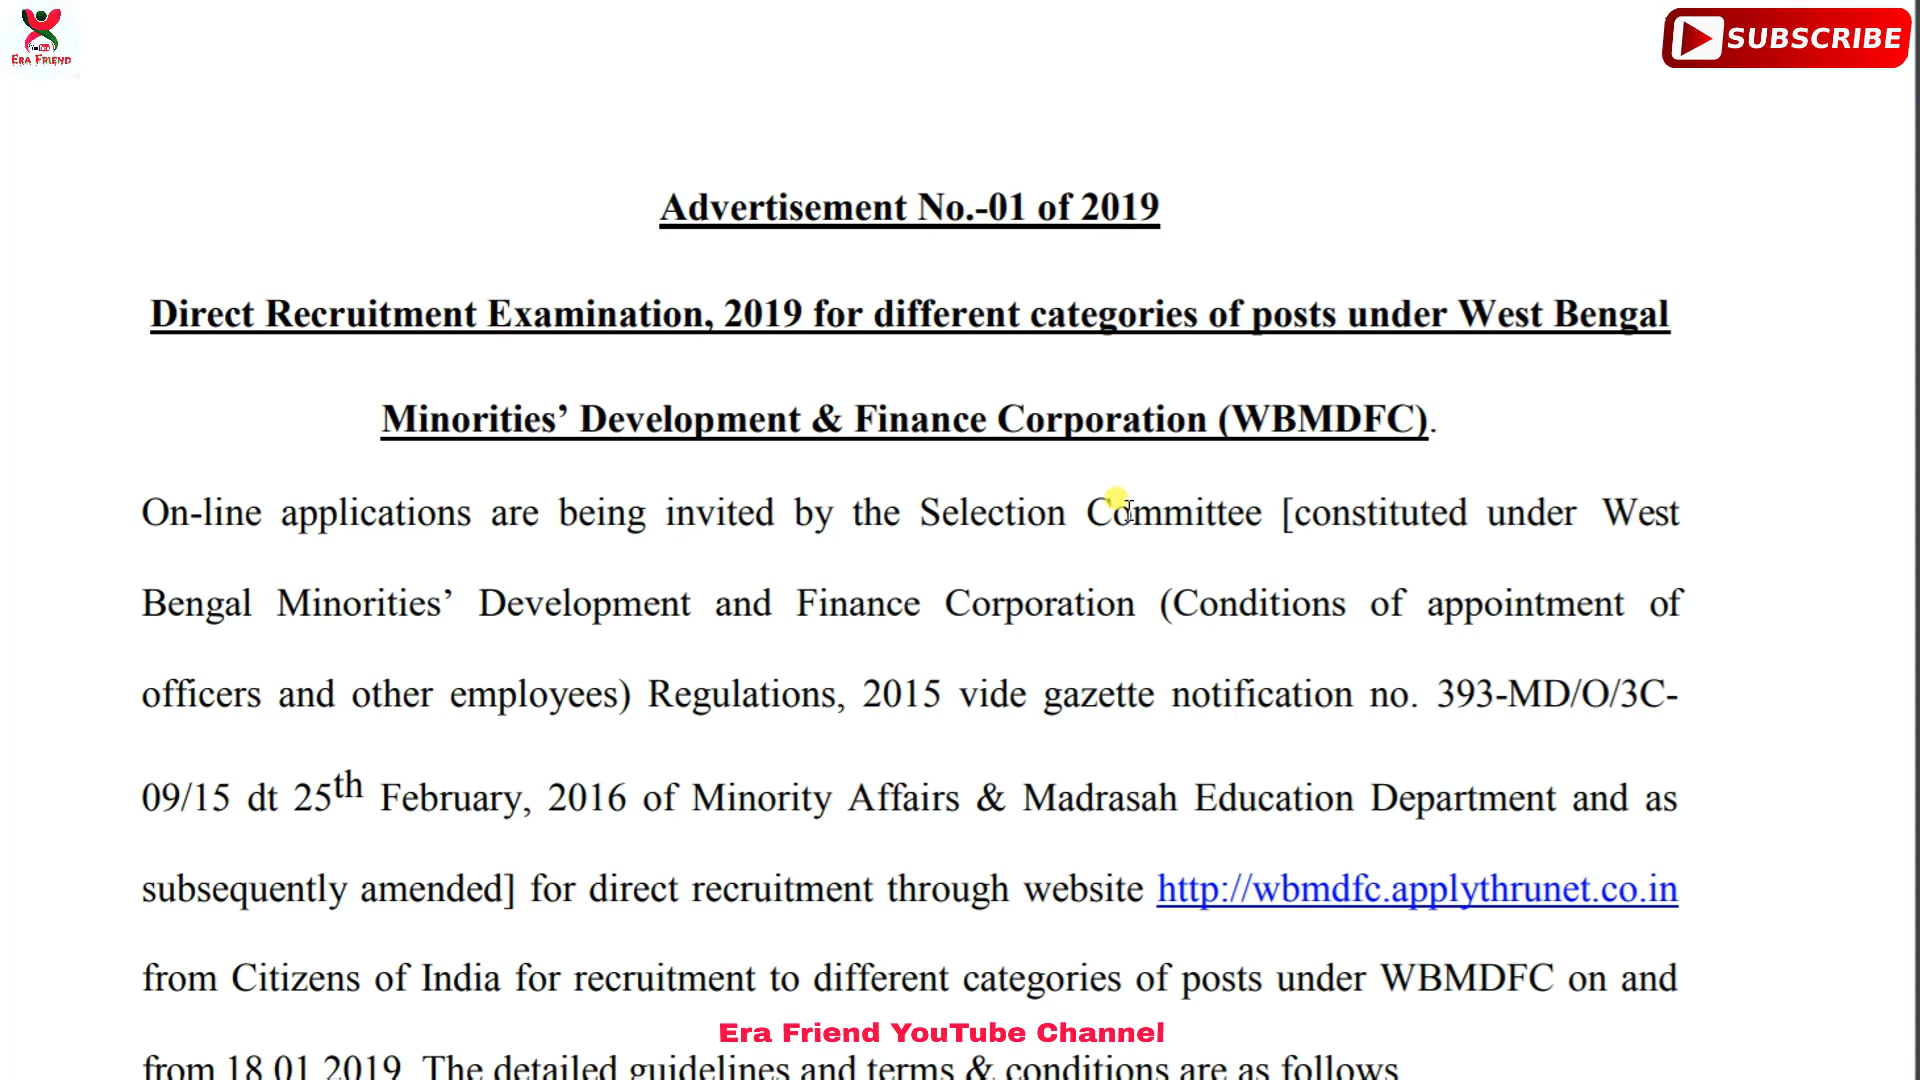 ERA FRIEND
SUBSCRIBE
Advertisement No.-01 of 2019
Direct Recruitment Examination, 2019 for different categories of posts under West Bengal
Minorities’ Development & Finance Corporation (WBMDFC).
On-line applications are being invited by the Selection Committee [constituted under West
Bengal Minorities’ Development and Finance Corporation (Conditions of appointment of
officers and other employees) Regulations, 2015 vide gazette notification no. 393-MD/O/3C-
09/15 dt 25th February, 2016 of Minority Affairs & Madrasah Education Department and as
subsequently amended] for direct recruitment through website http://wbmdfc.applythrunet.co.in
from Citizens of India for recruitment to different categories of posts under WBMDFC on and
Era Friend YouTube Channel
from 18.01.2019. The detailed guidelines and terms & conditions are as follows